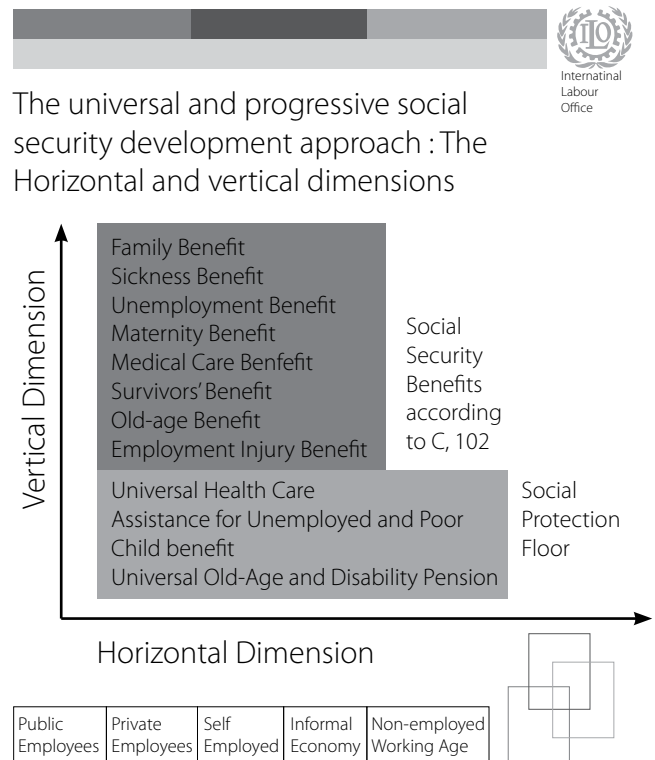 ILO
Internatinal
Labour
Office
The universal and progressive social
security development approach : The
Horizontal and vertical dimensions
Vertical Dimension
Family Benefit
Sickness Benefit
Unemployment Benefit
Maternity Benefit
Medical Care Benfefit
Survivors’ Benefit
Old-age Benefit
Employment Injury Benefit
Social
Security
Benefits
according
to C, 102
Universal Health Care
Assistance for Unemployed and Poor
Child benefit
Universal Old-Age and Disability Pension
Social
Protection
Floor
Horizontal Dimension
Public
Employees
Private
Employees
Self
Employed
Informal
Economy
Non-employed
Working Age